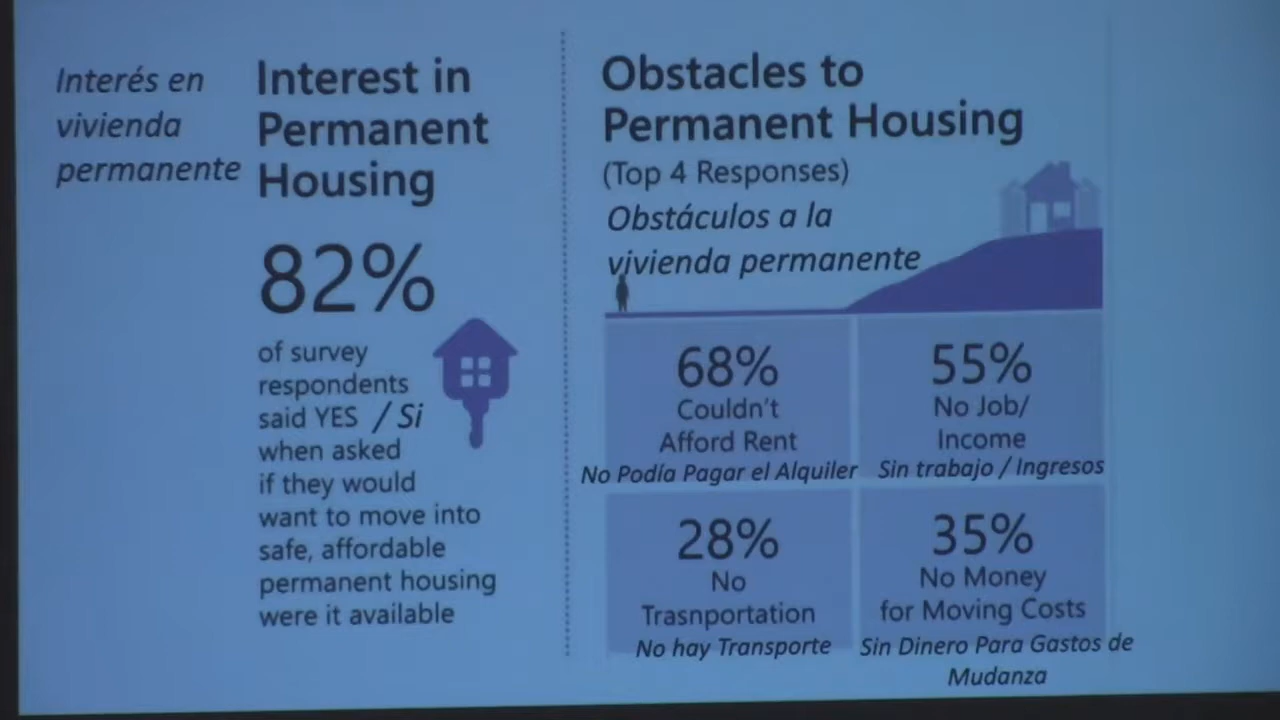 Interés en
vivienda
permanente
Interest in
Permanent
Housing
82%
of survey
respondents
said YES / Si
when asked
if they would
want to move into
safe, affordable
permanent housing
were it available
Obstacles to
Permanent Housing
(Top 4 Responses)
Obstáculos a la
vivienda permanente
68%
Couldn't
Afford Rent
No Podía Pagar el Alquiler
55%
No Job/
Income
Sin trabajo / Ingresos
28%
No
Trasnportation
No hay Transporte
35%
No Money
for Moving Costs
Sin Dinero Para Gastos de
Mudanza